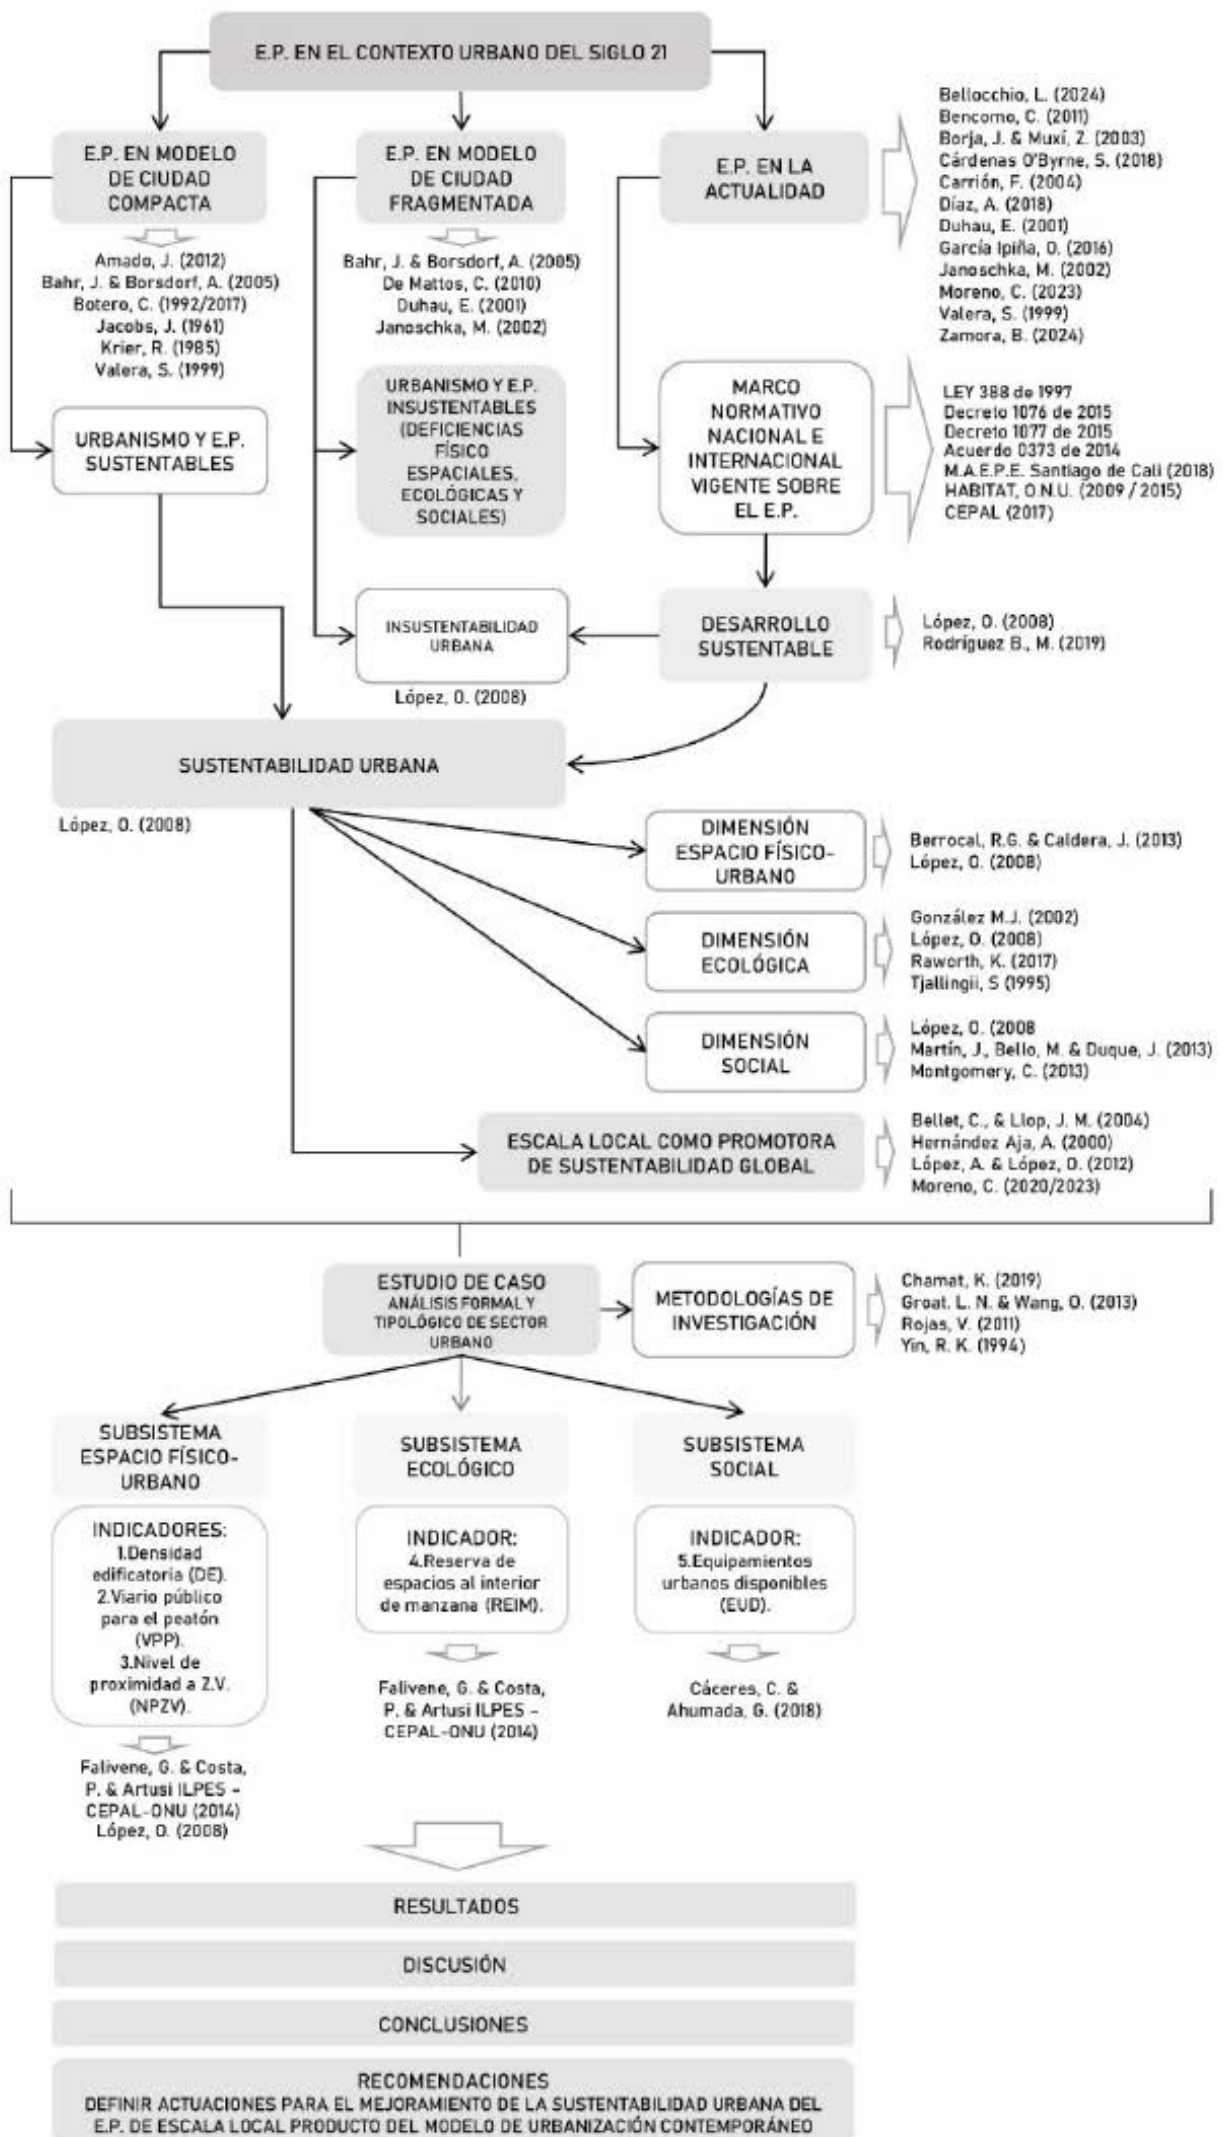 E.P. EN EL CONTEXTO URBANO DEL SIGLO 21
E.P. EN MODELO
DE CIUDAD
COMPACTA
Amado, J. (2012)
Bahr, J. & Borsdorf, A. (2005)
Botero, C. (1992/2017)
Jacobs, J. (1961)
Krier, R. (1985)
Valera, S. (1999)
URBANISMO Y E.P.
SUSTENTABLES
E.P. EN MODELO
DE CIUDAD
FRAGMENTADA
Bahr, J. & Borsdorf, A. (2005)
De Mattos, C. (2010)
Duhau, E. (2001)
Janoschka, M. (2002)
URBANISMO Y E.P.
INSUSTENTABLES
(DEFICIENCIAS
FÍSICO
ESPACIALES,
ECOLÓGICAS Y
SOCIALES)
INSUSTENTABILIDAD
URBANA
López, O. (2008)
E.P. EN LA
ACTUALIDAD
Bellocchio, L. (2024)
Bencomo, C. (2011)
Borja, J. & Muxí, Z. (2003)
Cárdenas O'Byrne, S. (2018)
Carrión, F. (2004)
Díaz, A. (2018)
Duhau, E. (2001)
García Ipiña, O. (2016)
Janoschka, M. (2002)
Moreno, C. (2023)
Valera, S. (1999)
Zamora, B. (2024)
MARCO
NORMATIVO
NACIONAL E
INTERNACIONAL
VIGENTE SOBRE
EL E.P.
LEY 388 de 1997
Decreto 1076 de 2015
Decreto 1077 de 2015
Acuerdo 0373 de 2014
M.A.E.P.E. Santiago de Cali (2018)
HABITAT, O.N.U. (2009 / 2015)
CEPAL (2017)
DESARROLLO
SUSTENTABLE
López, O. (2008)
Rodríguez B., M. (2019)
SUSTENTABILIDAD URBANA
López, O. (2008)
DIMENSIÓN
ESPACIO FÍSICO-
URBANO
Berrocal, R.G. & Caldera, J. (2013)
López, O. (2008)
DIMENSIÓN
ECOLÓGICA
González M.J. (2002)
López, O. (2008)
Raworth, K. (2017)
Tjallingii, S (1995)
DIMENSIÓN
SOCIAL
López, O. (2008
Martín, J., Bello, M. & Duque, J. (2013)
Montgomery, C. (2013)
ESCALA LOCAL COMO PROMOTORA
DE SUSTENTABILIDAD GLOBAL
Bellet, C., & Llop, J. M. (2004)
Hernández Aja, A. (2000)
López, A. & López, O. (2012)
Moreno, C. (2020/2023)
ESTUDIO DE CASO
ANÁLISIS FORMAL Y
TIPOLÓGICO DE SECTOR
URBANO
METODOLOGÍAS DE
INVESTIGACIÓN
Chamat, K. (2019)
Groat. L. N. & Wang, O. (2013)
Rojas, V. (2011)
Yin, R. K. (1994)
SUBSISTEMA
ESPACIO FÍSICO-
URBANO
INDICADORES:
1.Densidad
edificatoria (DE).
2.Viario público
para el peatón
(VPP).
3.Nivel de
proximidad a Z.V.
(NPZV).
Falivene, G. & Costa,
P. & Artusi ILPES –
CEPAL-ONU (2014)
López, O. (2008)
SUBSISTEMA
ECOLÓGICO
INDICADOR:
4.Reserva de
espacios al interior
de manzana (REIM).
Falivene, G. & Costa,
P. & Artusi ILPES –
CEPAL-ONU (2014)
SUBSISTEMA
SOCIAL
INDICADOR:
5.Equipamientos
urbanos disponibles
(EUD).
Cáceres, C. &
Ahumada, G. (2018)
RESULTADOS
DISCUSIÓN
CONCLUSIONES
RECOMENDACIONES
DEFINIR ACTUACIONES PARA EL MEJORAMIENTO DE LA SUSTENTABILIDAD URBANA DEL
E.P. DE ESCALA LOCAL PRODUCTO DEL MODELO DE URBANIZACIÓN CONTEMPORÁNEO